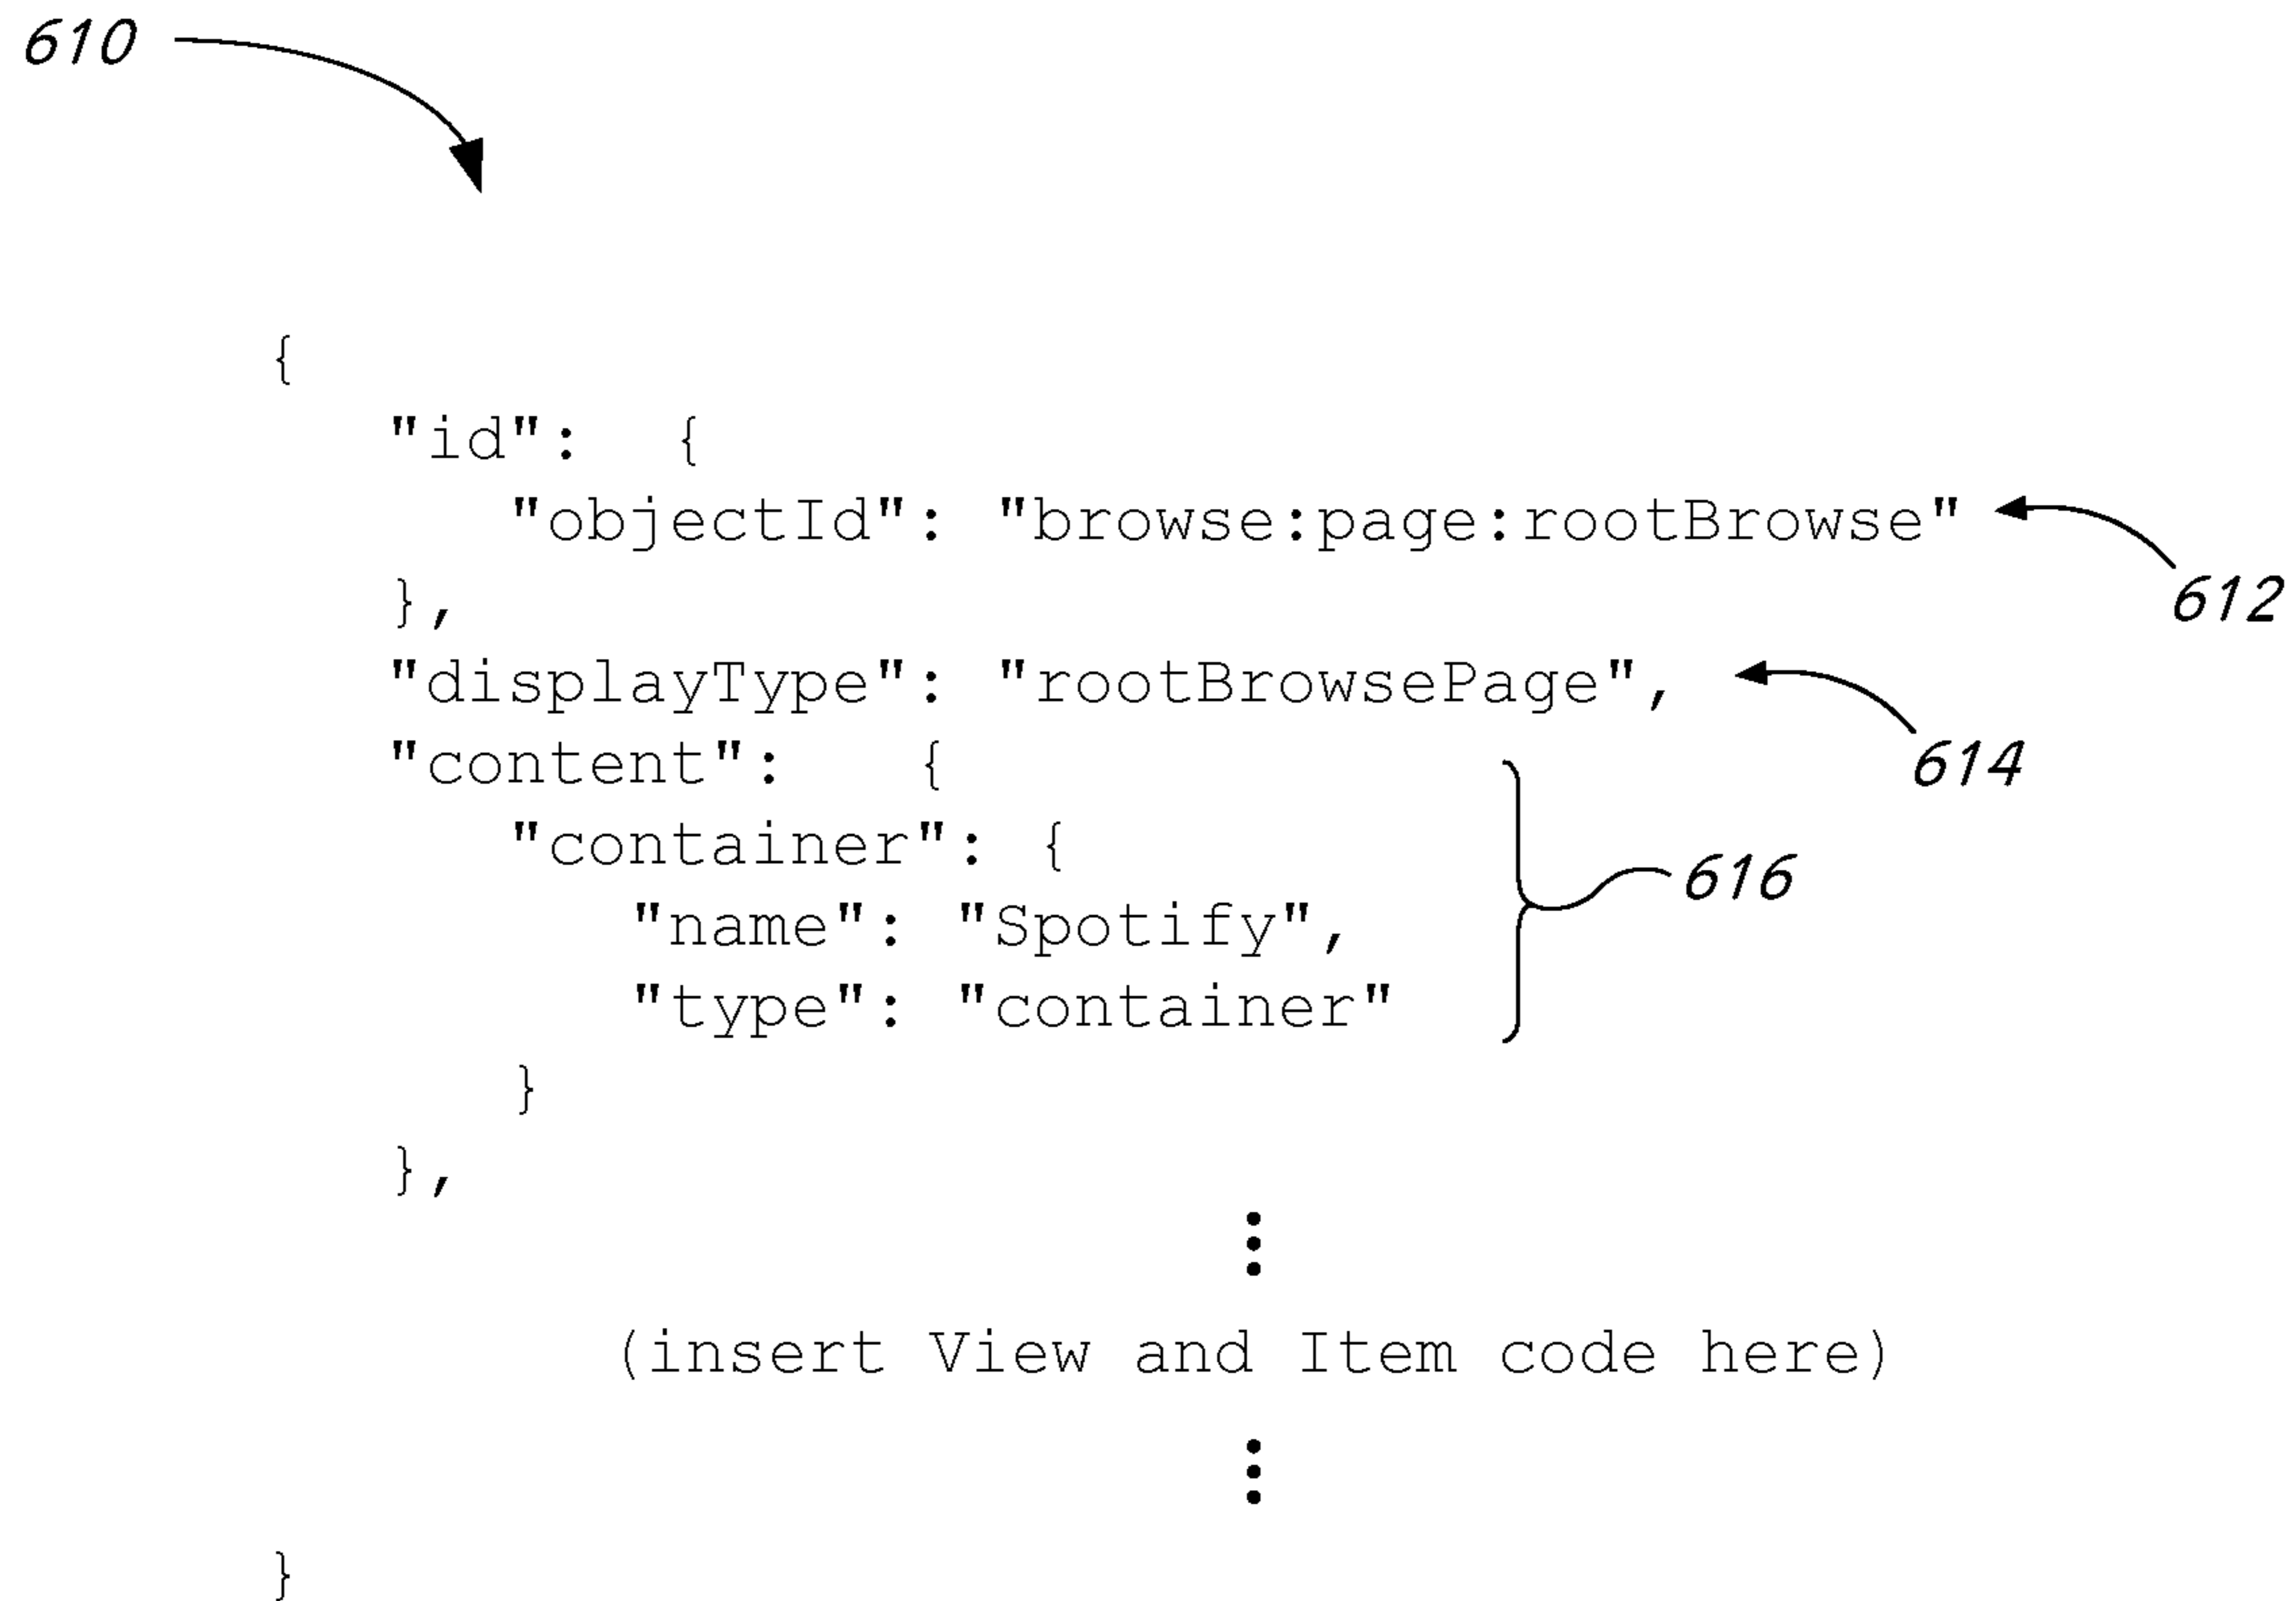 610
{
"id": {
"objectId": "browse:page:rootBrowse"
612
},
"displayType": "rootBrowsePage",
614
"content": {
"container": {
616
"name": "Spotify",
"type": "container"
}
},
(insert View and Item code here)
}